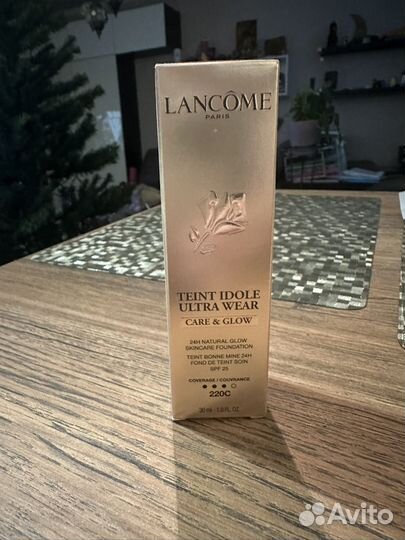 LANCÔME
PARIS
TEINT IDOLE
ULTRA WEAR
CARE & GLOW
24H NATURAL GLOW
SKINCARE FOUNDATION
TEINT BONNE MINE 24H
FOND DE TEINT SOIN
SPF 25
COVERAGE/COUVRANCE
220C
30 ml - 1.0 FL. OZ.
Avito